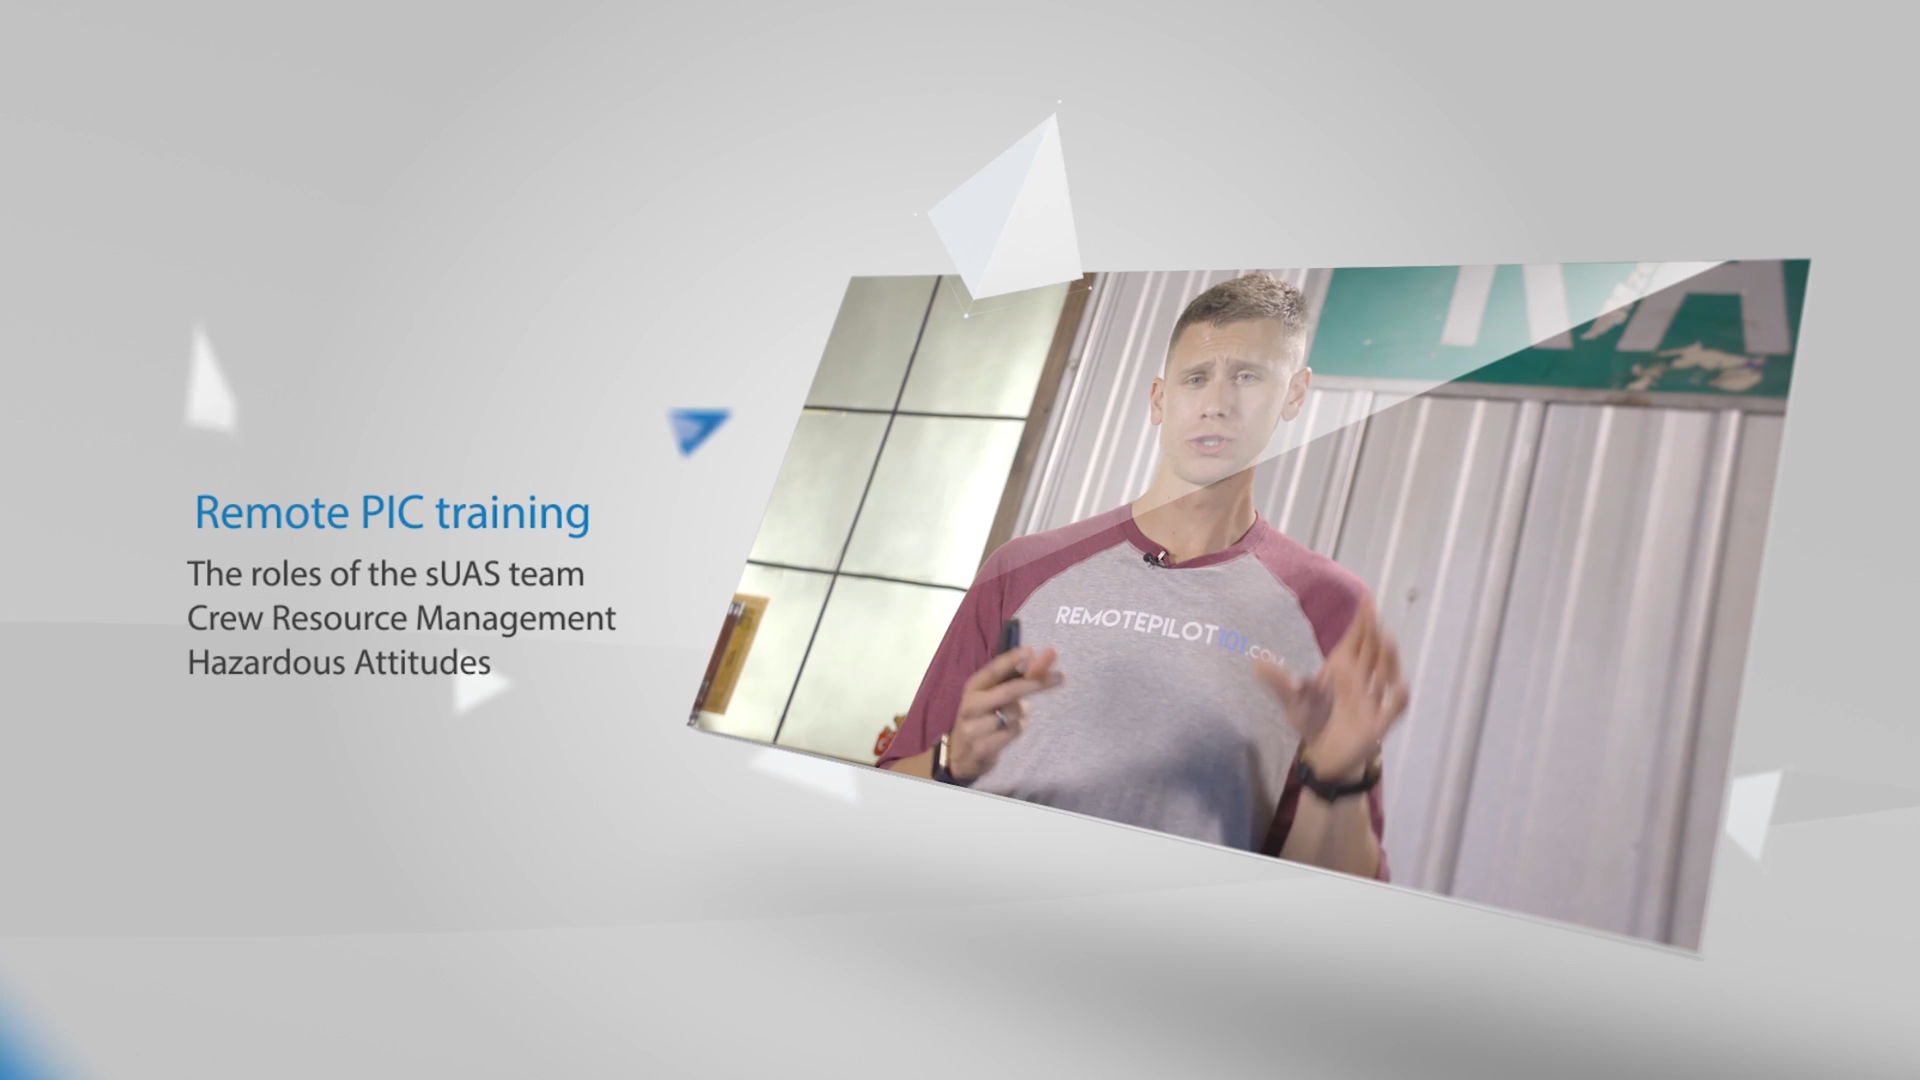 Remote PIC training
The roles of the sUAS team
Crew Resource Management
Hazardous Attitudes
REMOTEPILOT101.COM